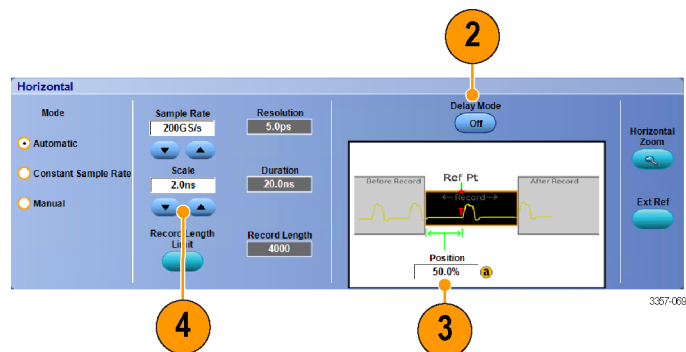 2
Horizontal
Mode
Automatic
Constant Sample Rate
Manual
Sample Rate
200GS/s
Scale
2.0ns
Record Length
Limit
Resolution
5.0ps
Duration
20.0ns
Record Length
4000
Delay Mode
Off
Ref Pt
Before Record
Record
After Record
T
Position
50.0%
a
Horizontal
Zoom
Ext Ref
3357-069
4
3